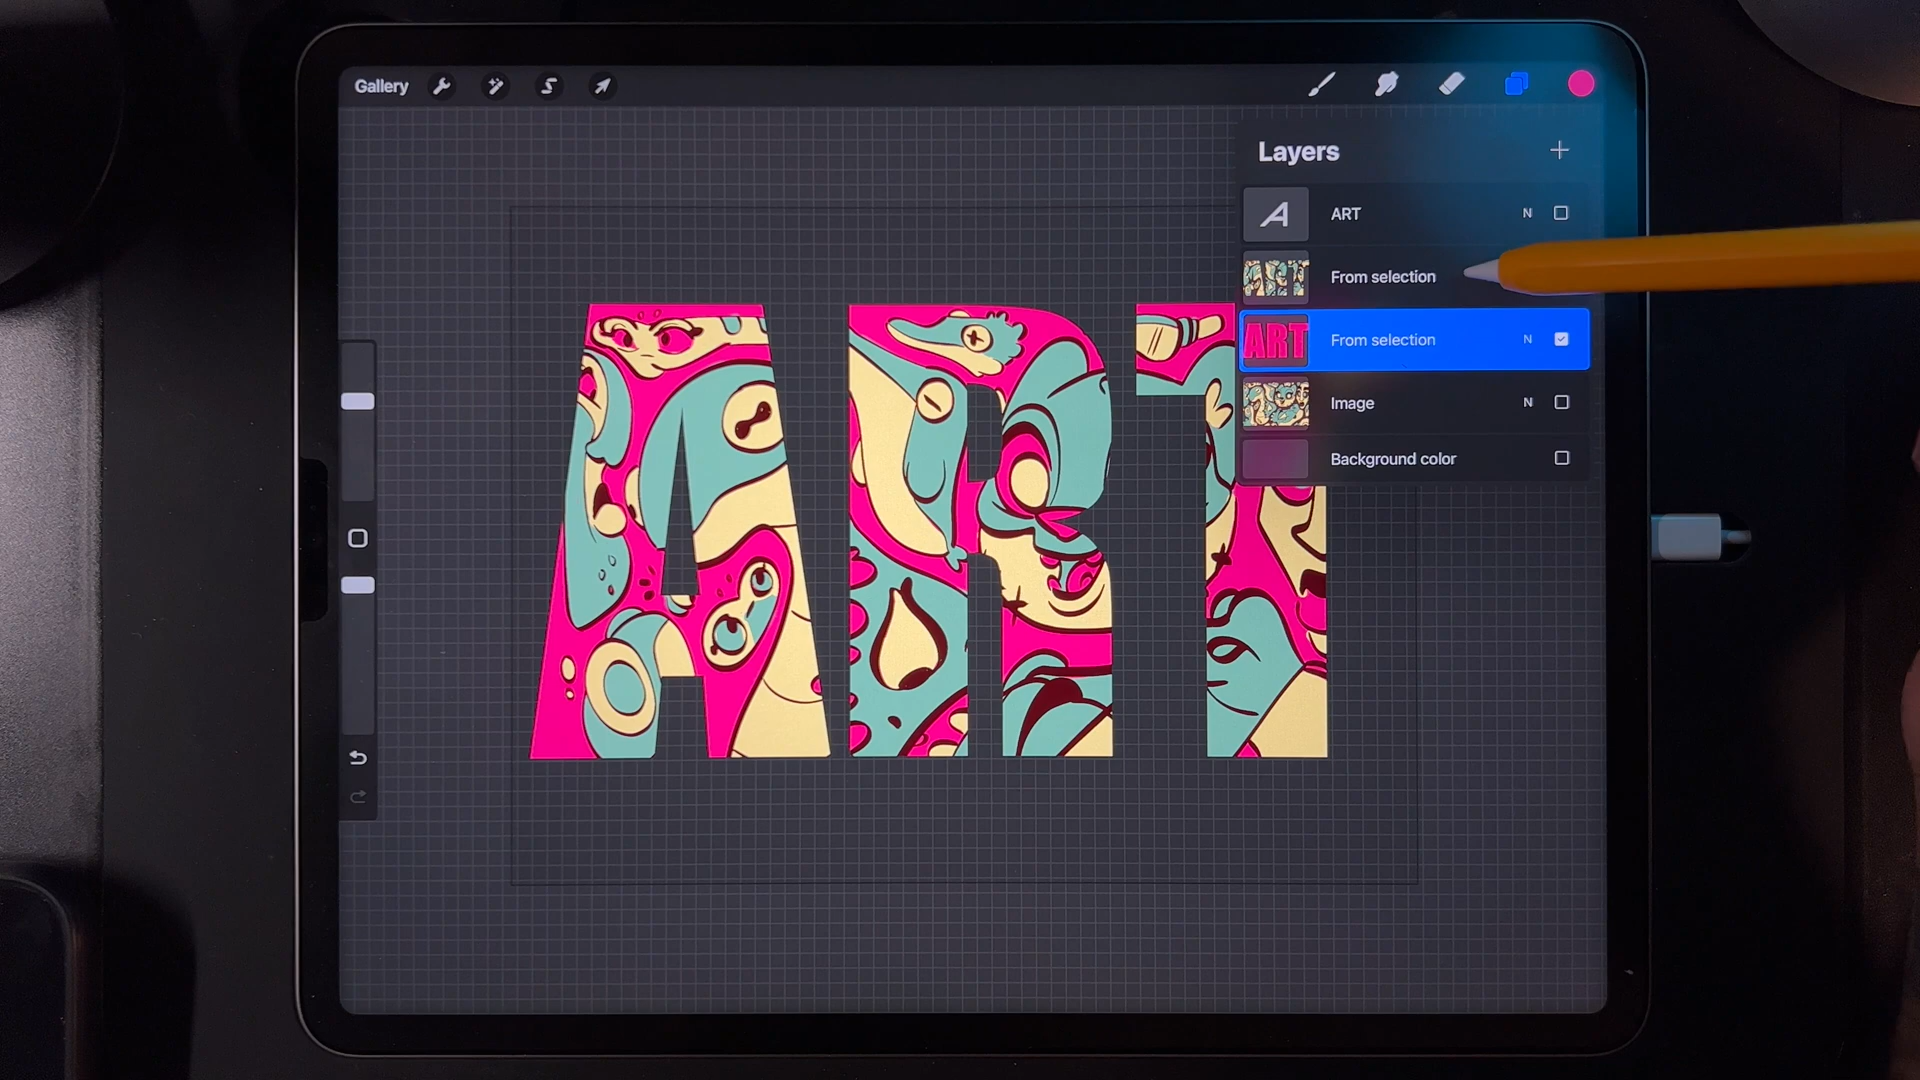 Gallery
Layers
ART N
From selection
From selection N
Image N
Background color
ART